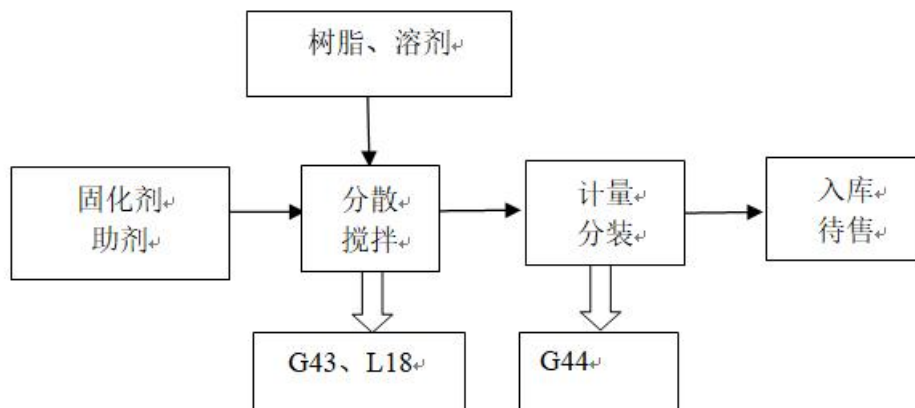 树脂、溶剂
固化剂
助剂
分散
搅拌
计量
分装
入库
待售
G43、L18
G44